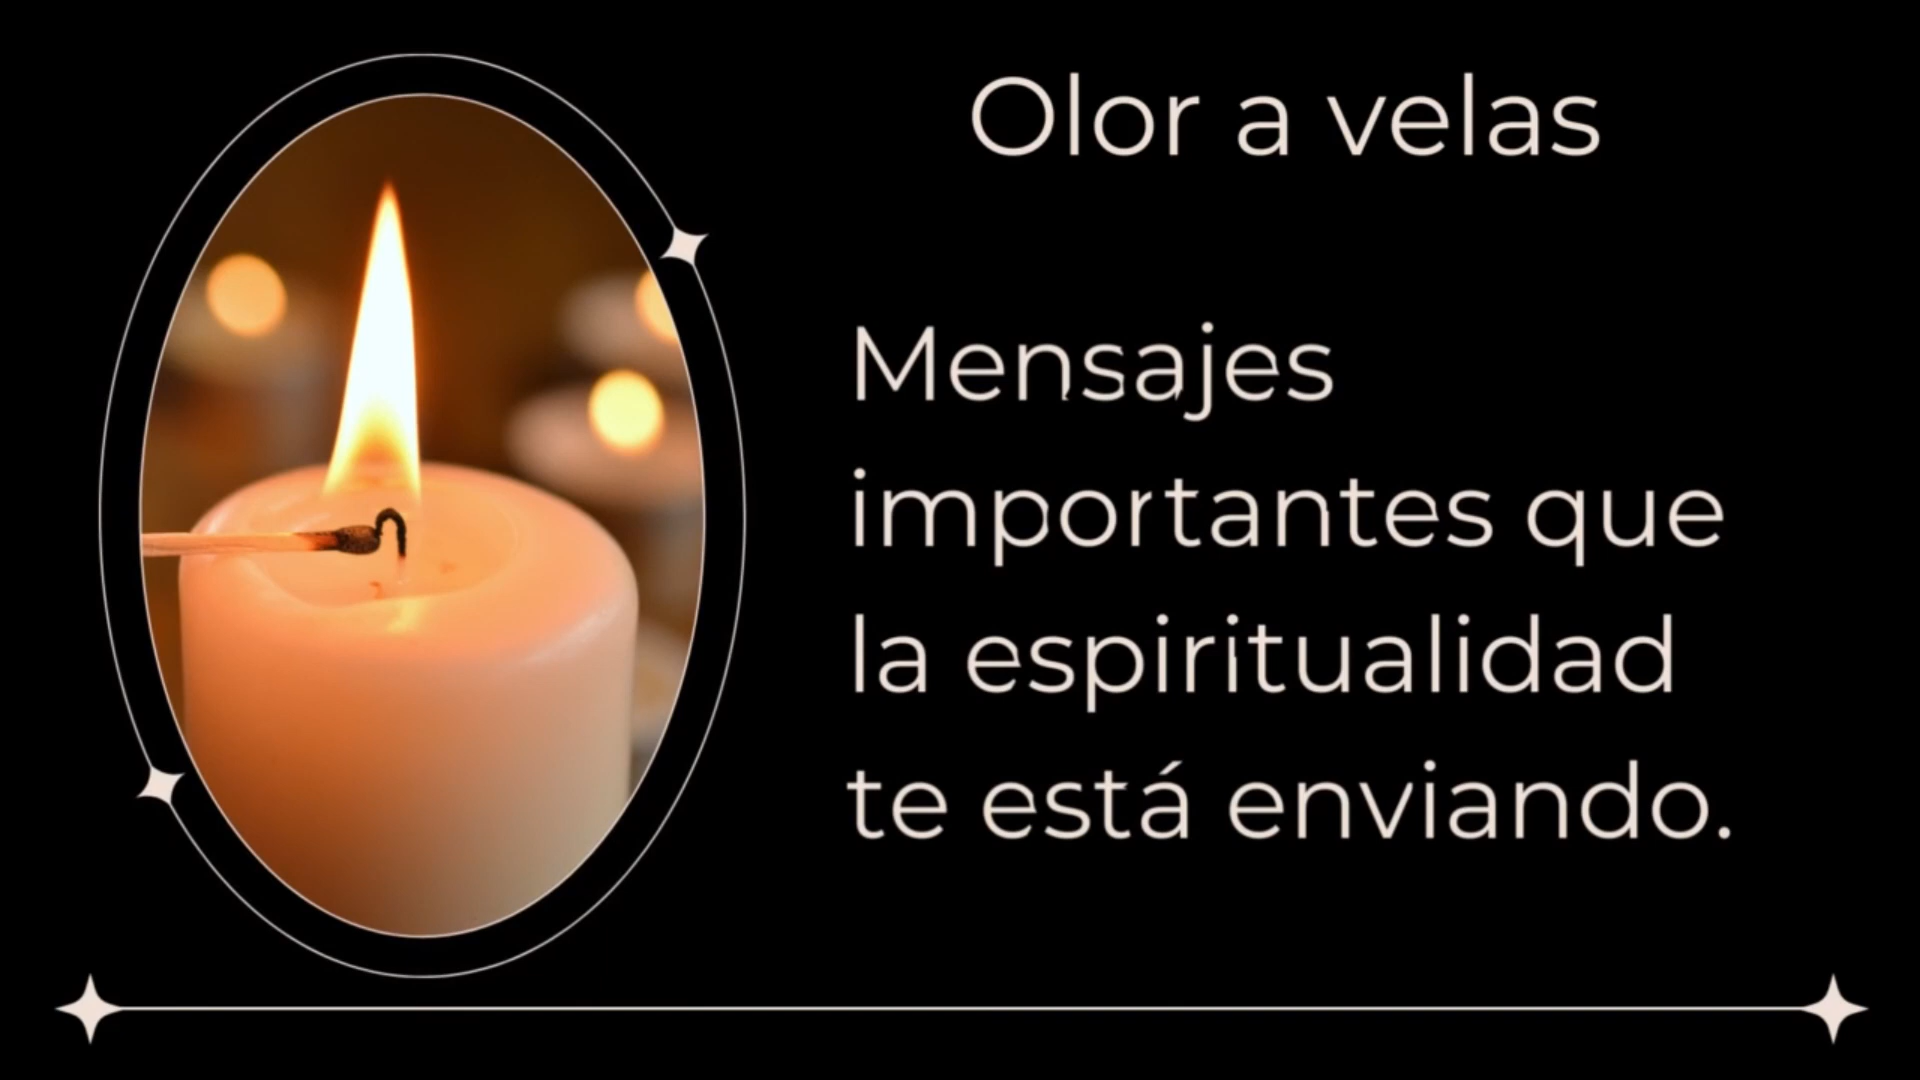 Olor a velas
Mensajes
importantes que
la espiritualidad
te está enviando.